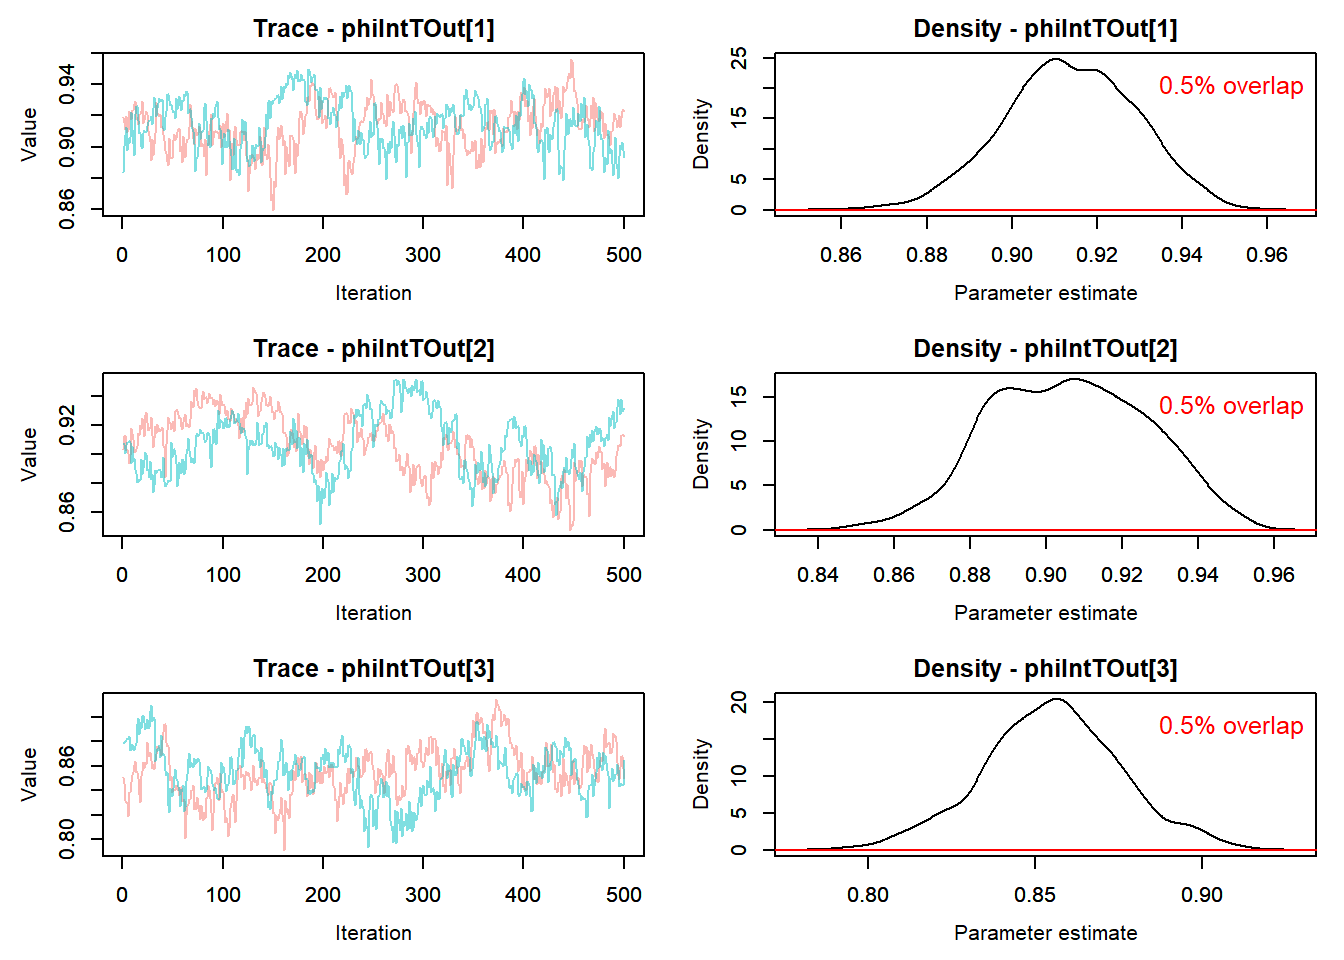 Trace - phiIntTOut[1]
Value
0.86 0.90 0.94
0 100 200 300 400 500
Iteration
Density - phiIntTOut[1]
0.5% overlap
Density
0 5 15 25
0.86 0.88 0.90 0.92 0.94 0.96
Parameter estimate
Trace - phiIntTOut[2]
Value
0.86 0.92
0 100 200 300 400 500
Iteration
Density - phiIntTOut[2]
0.5% overlap
Density
0 5 10 15
0.84 0.86 0.88 0.90 0.92 0.94 0.96
Parameter estimate
Trace - phiIntTOut[3]
Value
0.80 0.86
0 100 200 300 400 500
Iteration
Density - phiIntTOut[3]
0.5% overlap
Density
0 5 10 20
0.80 0.85 0.90
Parameter estimate